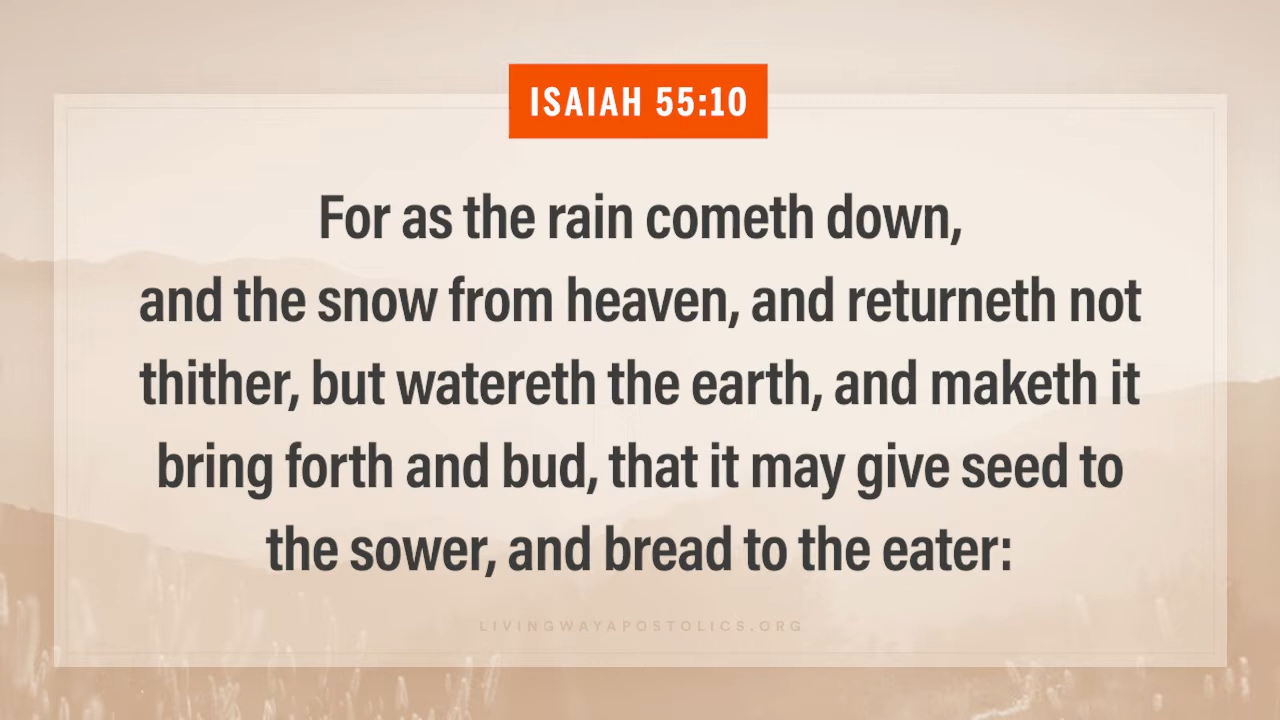 ISAIAH 55:10
For as the rain cometh down,
and the snow from heaven, and returneth not
thither, but watereth the earth, and maketh it
bring forth and bud, that it may give seed to
the sower, and bread to the eater:
LIVINGWAYAPOSTOLICS.ORG